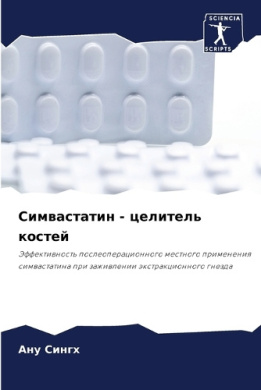 SCIENCIA
SCRIPTS
Симвастатин - целитель
костей
Эффективность послеоперационного местного применения
симвастатина при заживлении экстракционного гнезда
Ану Сингх